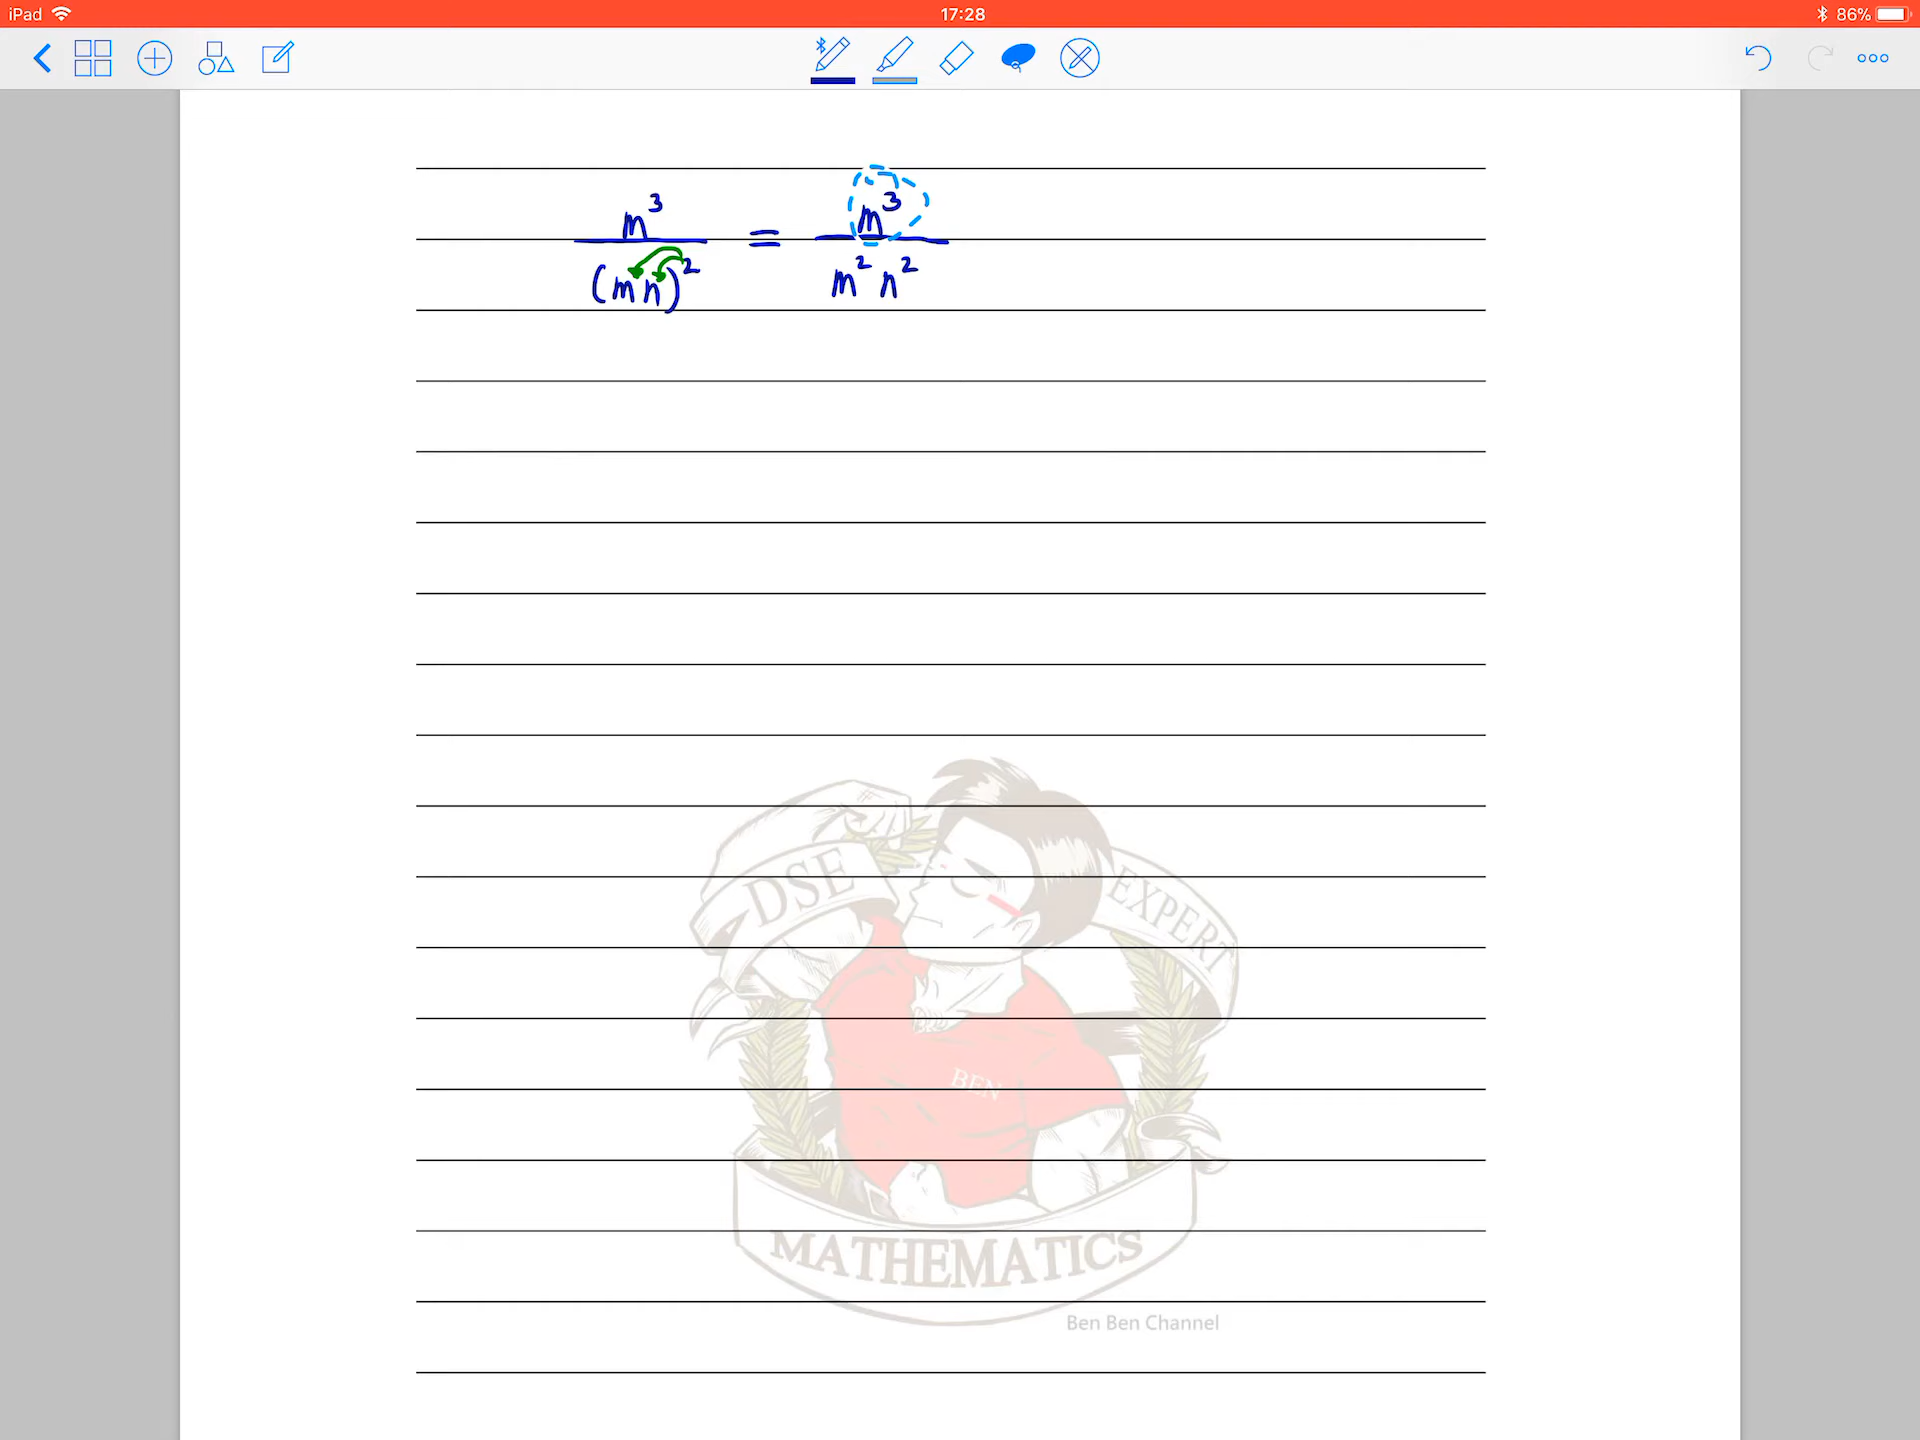 iPad 17:28 86%
m³/(mn)² = m³/m²n²
DSE EXPERT
BEN
MATHEMATICS
Ben Ben Channel